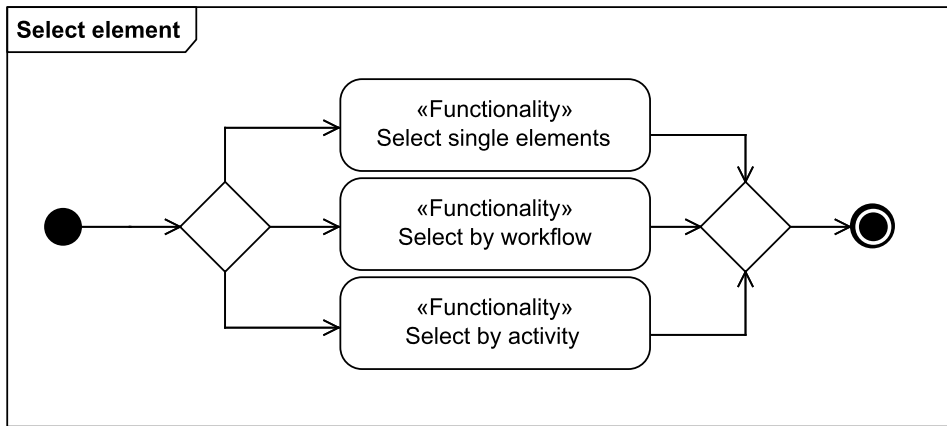 Select element
«Functionality»
Select single elements
«Functionality»
Select by workflow
«Functionality»
Select by activity